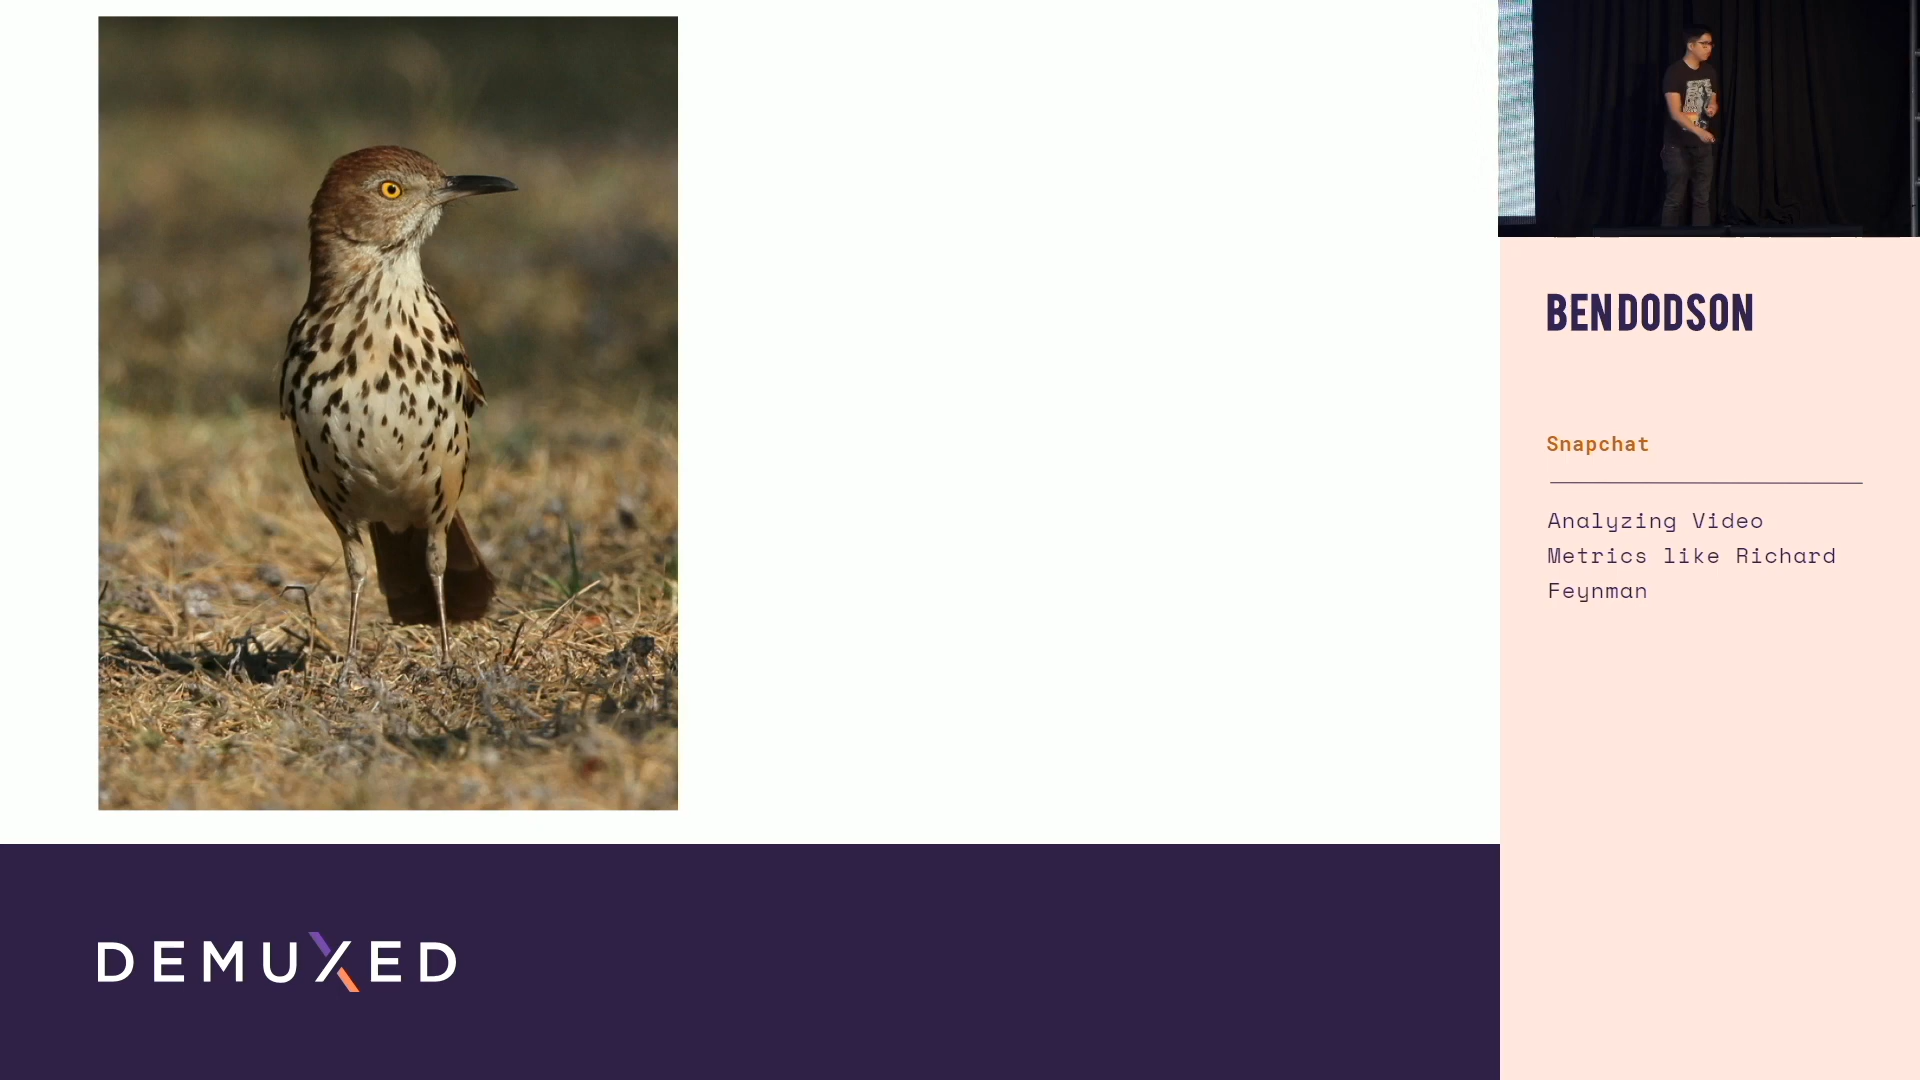 BEN DODSON
Snapchat
Analyzing Video
Metrics like Richard
Feynman
DEMUXED